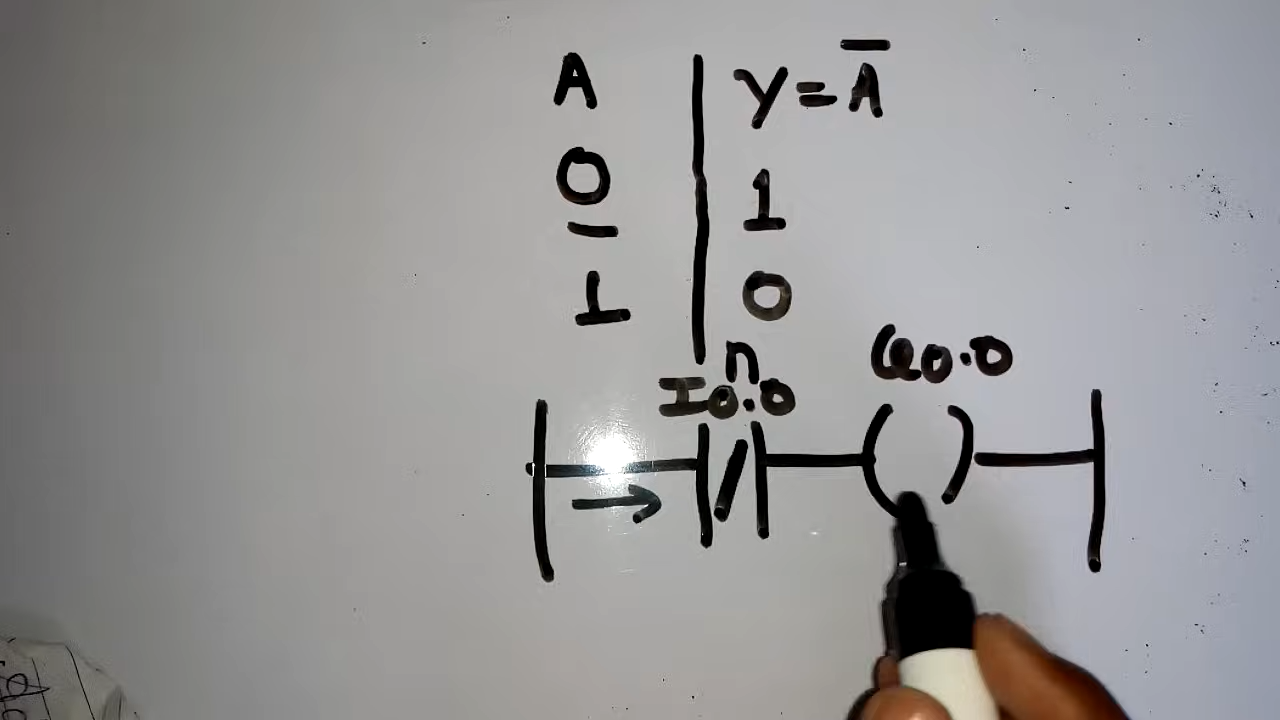 A | Y = A̅
0 | 1
1 | 0
n
I0.0
Q0.0